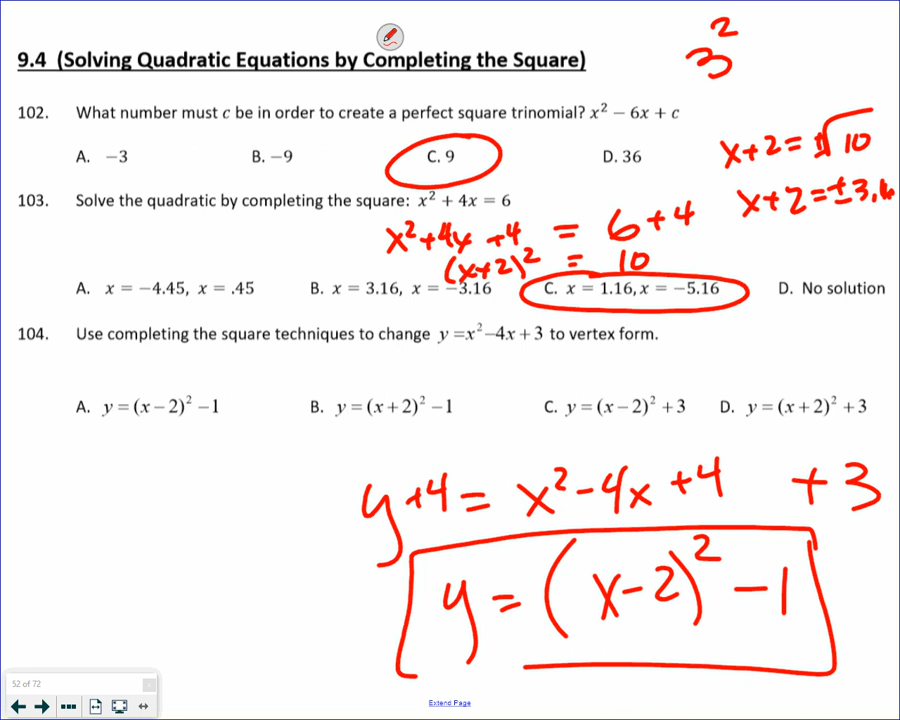 9.4 (Solving Quadratic Equations by Completing the Square)
3²
102. What number must c be in order to create a perfect square trinomial? x² − 6x + c
A. −3 B. −9 C. 9 D. 36
x+2 = ±√10
x+2 = ±3.16
103. Solve the quadratic by completing the square: x² + 4x = 6
x²+4x +4 = 6+4
(x+2)² = 10
A. x = −4.45, x = .45 B. x = 3.16, x = −3.16 C. x = 1.16, x = −5.16 D. No solution
104. Use completing the square techniques to change y = x² − 4x + 3 to vertex form.
A. y = (x − 2)² − 1 B. y = (x + 2)² − 1 C. y = (x − 2)² + 3 D. y = (x + 2)² + 3
y+4 = x² − 4x +4 +3
y = (x−2)² − 1
52 of 72
Extend Page